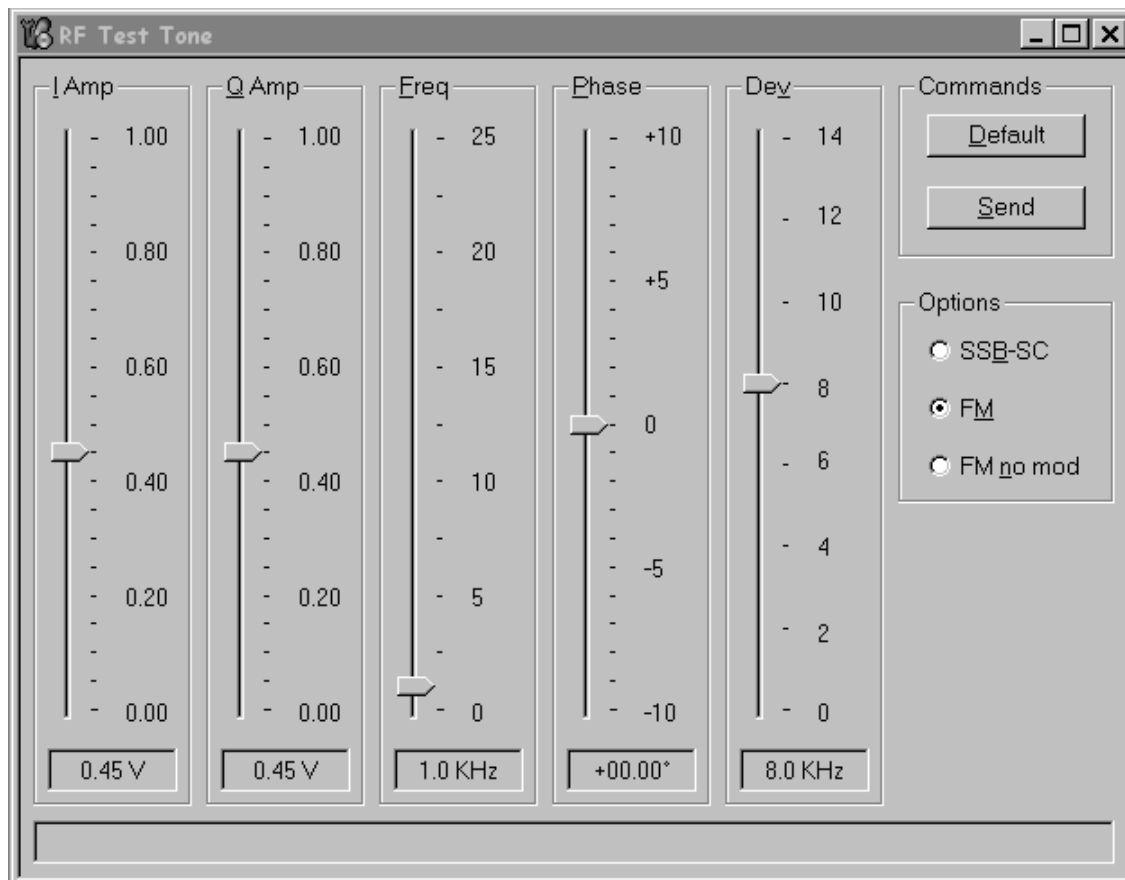 RF Test Tone
I Amp
1.00
0.80
0.60
0.40
0.20
0.00
0.45 V
Q Amp
1.00
0.80
0.60
0.40
0.20
0.00
0.45 V
Freq
25
20
15
10
5
0
1.0 KHz
Phase
+10
+5
0
-5
-10
+00.00°
Dev
14
12
10
8
6
4
2
0
8.0 KHz
Commands
Default
Send
Options
SSB-SC
FM
FM no mod